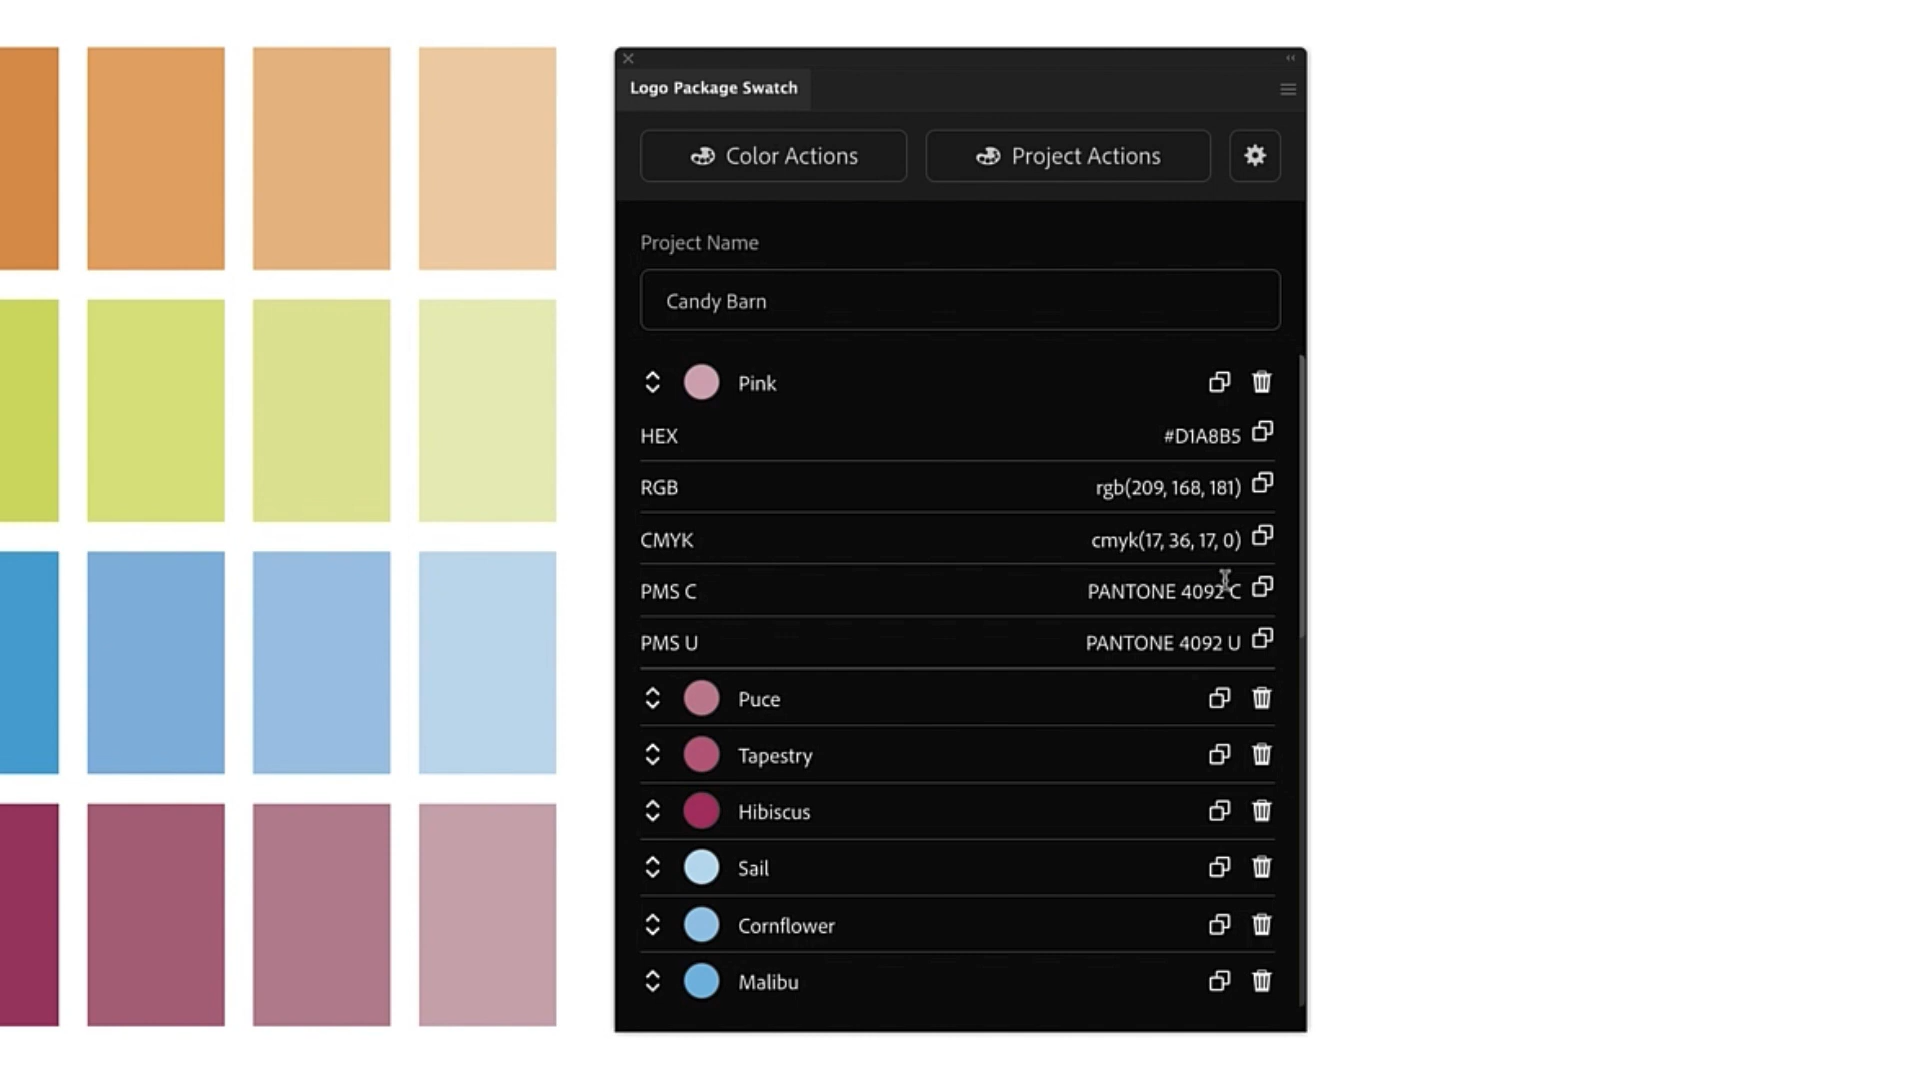 Logo Package Swatch
Color Actions
Project Actions
Project Name
Candy Barn
Pink
HEX #D1A8B5
RGB rgb(209, 168, 181)
CMYK cmyk(17, 36, 17, 0)
PMS C PANTONE 4092 C
PMS U PANTONE 4092 U
Puce
Tapestry
Hibiscus
Sail
Cornflower
Malibu